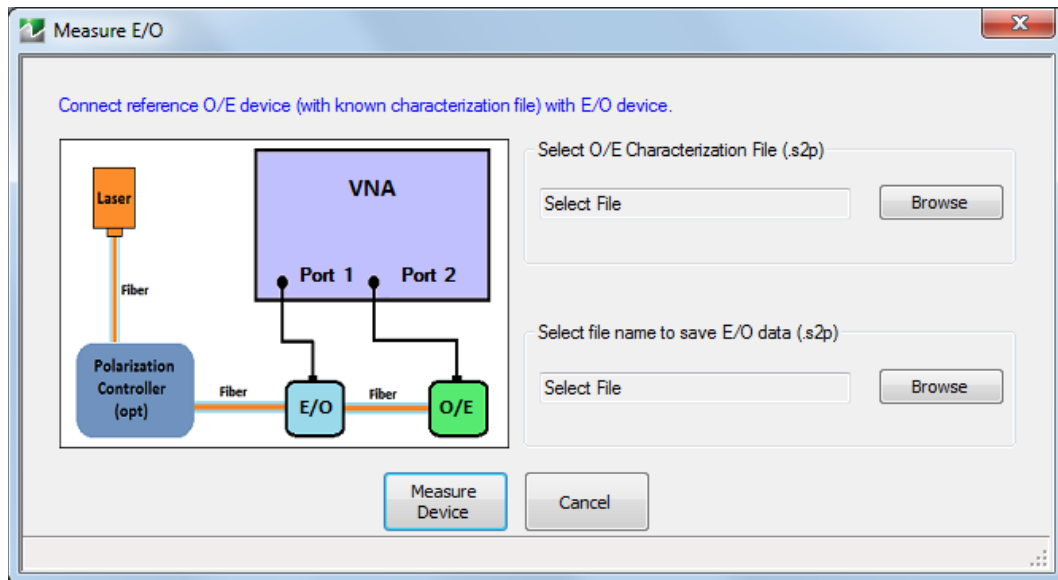 Measure E/O
Connect reference O/E device (with known characterization file) with E/O device.
Laser
Fiber
VNA
Port 1 Port 2
Polarization
Controller
(opt)
Fiber
E/O
Fiber
O/E
Select O/E Characterization File (.s2p)
Select File
Browse
Select file name to save E/O data (.s2p)
Select File
Browse
Measure
Device
Cancel